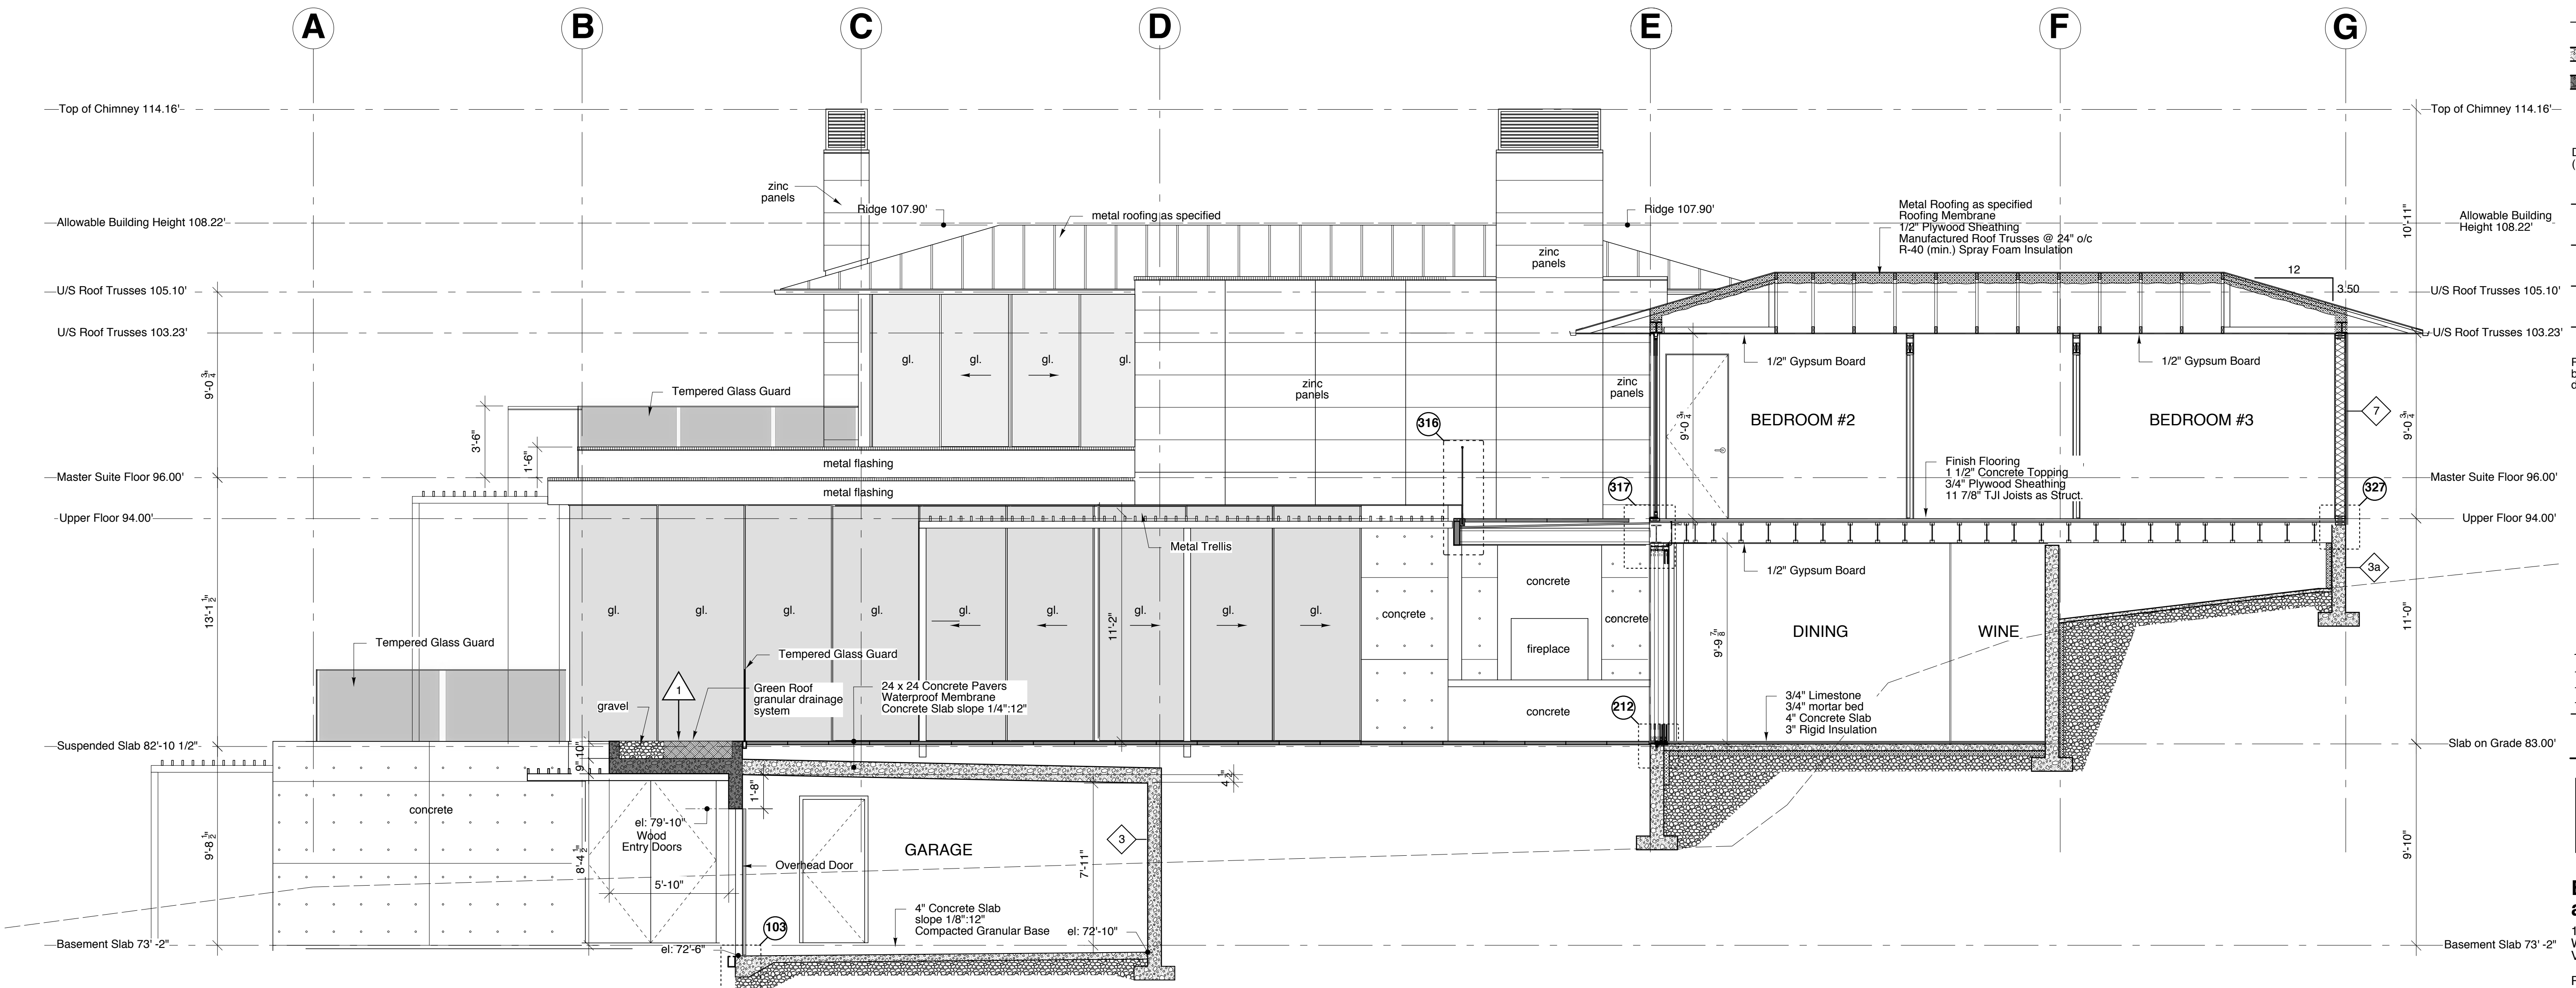 A
B
C
D
E
F
G
Top of Chimney 114.16'
Top of Chimney 114.16'
zinc
panels
Ridge 107.90'
metal roofing as specified
Ridge 107.90'
Metal Roofing as specified
Roofing Membrane
1/2" Plywood Sheathing
Manufactured Roof Trusses @ 24" o/c
R-40 (min.) Spray Foam Insulation
Allowable Building Height 108.22'
10'-11"
Allowable Building
Height 108.22'
zinc
panels
12
3.50
U/S Roof Trusses 105.10'
U/S Roof Trusses 105.10'
U/S Roof Trusses 103.23'
U/S Roof Trusses 103.23'
gl.
gl.
gl.
gl.
1/2" Gypsum Board
1/2" Gypsum Board
9'-0 3/4"
Tempered Glass Guard
zinc
panels
zinc
panels
9'-0 3/4"
BEDROOM #2
BEDROOM #3
7
9'-0 3/4"
316
3'-6"
1'-6"
metal flashing
Finish Flooring
1 1/2" Concrete Topping
3/4" Plywood Sheathing
11 7/8" TJI Joists as Struct.
Master Suite Floor 96.00'
Master Suite Floor 96.00'
metal flashing
317
327
Upper Floor 94.00'
Upper Floor 94.00'
Metal Trellis
1/2" Gypsum Board
3a
concrete
13'-1 1/2"
gl.
gl.
gl.
gl.
gl.
gl.
gl.
gl.
gl.
11'-2"
concrete
concrete
11'-0"
DINING
WINE
9'-9 7/8"
Tempered Glass Guard
Tempered Glass Guard
fireplace
1
Green Roof
granular drainage
system
24 x 24 Concrete Pavers
Waterproof Membrane
Concrete Slab slope 1/4":12"
gravel
concrete
212
3/4" Limestone
3/4" mortar bed
4" Concrete Slab
3" Rigid Insulation
Suspended Slab 82'-10 1/2"
Slab on Grade 83.00'
10"
9"
1'-8"
4 1/2"
concrete
el: 79'-10"
Wood
Entry Doors
9'-8 1/2"
8'-4 1/2"
GARAGE
3
9'-10"
Overhead Door
7'-11"
5'-10"
4" Concrete Slab
slope 1/8":12"
Compacted Granular Base
el: 72'-10"
103
Basement Slab 73' -2"
el: 72'-6"
Basement Slab 73' -2"